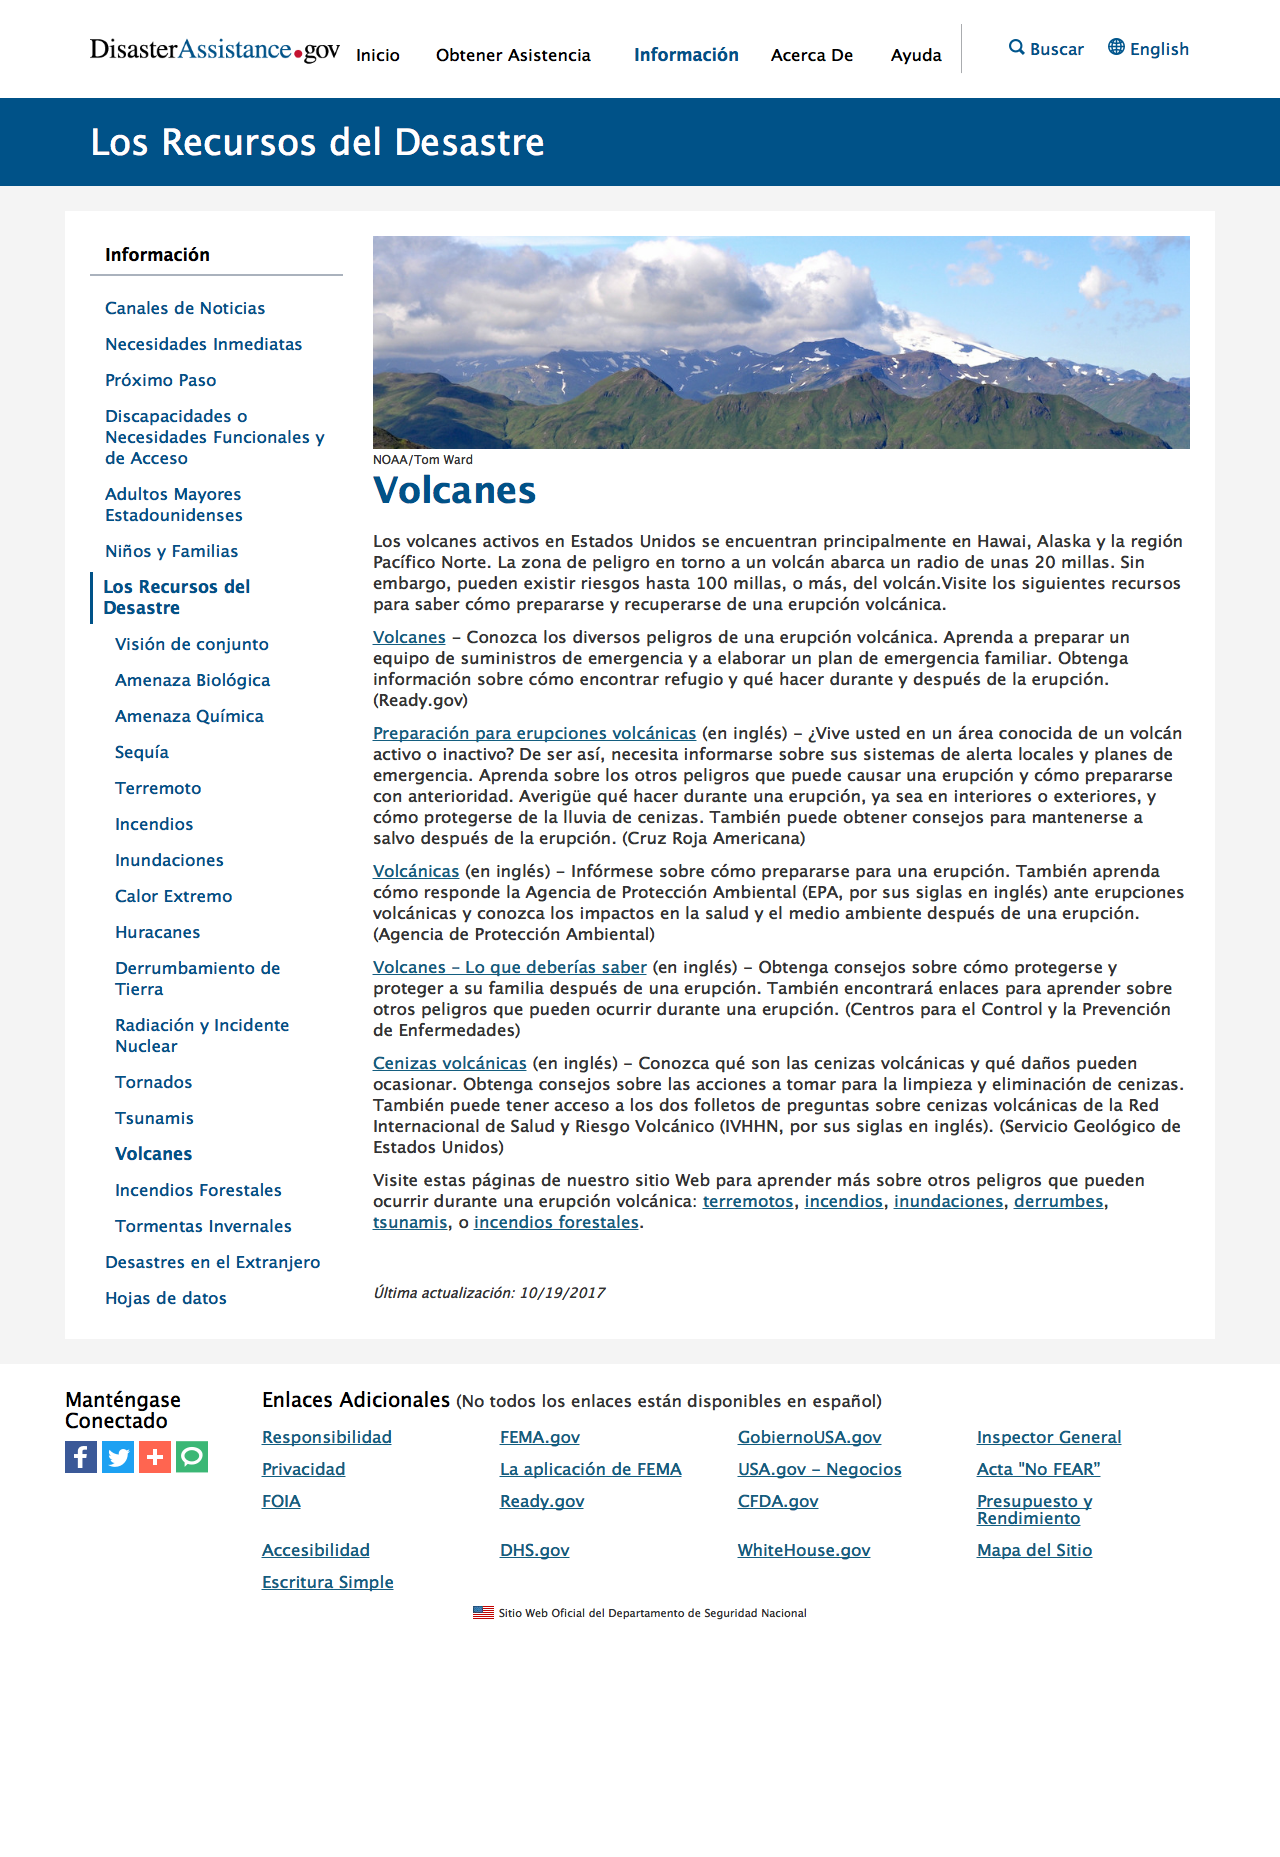 DisasterAssistance.gov
Inicio
Obtener Asistencia
Información
Acerca De
Ayuda
Buscar
English
Los Recursos del Desastre
Información
Canales de Noticias
Necesidades Inmediatas
Próximo Paso
Discapacidades o
Necesidades Funcionales y
de Acceso
Adultos Mayores
Estadounidenses
Niños y Familias
Los Recursos del
Desastre
Visión de conjunto
Amenaza Biológica
Amenaza Química
Sequía
Terremoto
Incendios
Inundaciones
Calor Extremo
Huracanes
Derrumbamiento de
Tierra
Radiación y Incidente
Nuclear
Tornados
Tsunamis
Volcanes
Incendios Forestales
Tormentas Invernales
Desastres en el Extranjero
Hojas de datos
NOAA/Tom Ward
Volcanes
Los volcanes activos en Estados Unidos se encuentran principalmente en Hawai, Alaska y la región
Pacífico Norte. La zona de peligro en torno a un volcán abarca un radio de unas 20 millas. Sin
embargo, pueden existir riesgos hasta 100 millas, o más, del volcán.Visite los siguientes recursos
para saber cómo prepararse y recuperarse de una erupción volcánica.
Volcanes – Conozca los diversos peligros de una erupción volcánica. Aprenda a preparar un
equipo de suministros de emergencia y a elaborar un plan de emergencia familiar. Obtenga
información sobre cómo encontrar refugio y qué hacer durante y después de la erupción.
(Ready.gov)
Preparación para erupciones volcánicas (en inglés) – ¿Vive usted en un área conocida de un volcán
activo o inactivo? De ser así, necesita informarse sobre sus sistemas de alerta locales y planes de
emergencia. Aprenda sobre los otros peligros que puede causar una erupción y cómo prepararse
con anterioridad. Averigüe qué hacer durante una erupción, ya sea en interiores o exteriores, y
cómo protegerse de la lluvia de cenizas. También puede obtener consejos para mantenerse a
salvo después de la erupción. (Cruz Roja Americana)
Volcánicas (en inglés) – Infórmese sobre cómo prepararse para una erupción. También aprenda
cómo responde la Agencia de Protección Ambiental (EPA, por sus siglas en inglés) ante erupciones
volcánicas y conozca los impactos en la salud y el medio ambiente después de una erupción.
(Agencia de Protección Ambiental)
Volcanes – Lo que deberías saber (en inglés) – Obtenga consejos sobre cómo protegerse y
proteger a su familia después de una erupción. También encontrará enlaces para aprender sobre
otros peligros que pueden ocurrir durante una erupción. (Centros para el Control y la Prevención
de Enfermedades)
Cenizas volcánicas (en inglés) – Conozca qué son las cenizas volcánicas y qué daños pueden
ocasionar. Obtenga consejos sobre las acciones a tomar para la limpieza y eliminación de cenizas.
También puede tener acceso a los dos folletos de preguntas sobre cenizas volcánicas de la Red
Internacional de Salud y Riesgo Volcánico (IVHHN, por sus siglas en inglés). (Servicio Geológico de
Estados Unidos)
Visite estas páginas de nuestro sitio Web para aprender más sobre otros peligros que pueden
ocurrir durante una erupción volcánica: terremotos, incendios, inundaciones, derrumbes,
tsunamis, o incendios forestales.
Última actualización: 10/19/2017
Manténgase
Conectado
Enlaces Adicionales (No todos los enlaces están disponibles en español)
Responsibilidad
FEMA.gov
GobiernoUSA.gov
Inspector General
Privacidad
La aplicación de FEMA
USA.gov – Negocios
Acta "No FEAR"
FOIA
Ready.gov
CFDA.gov
Presupuesto y
Rendimiento
Accesibilidad
DHS.gov
WhiteHouse.gov
Mapa del Sitio
Escritura Simple
Sitio Web Oficial del Departamento de Seguridad Nacional